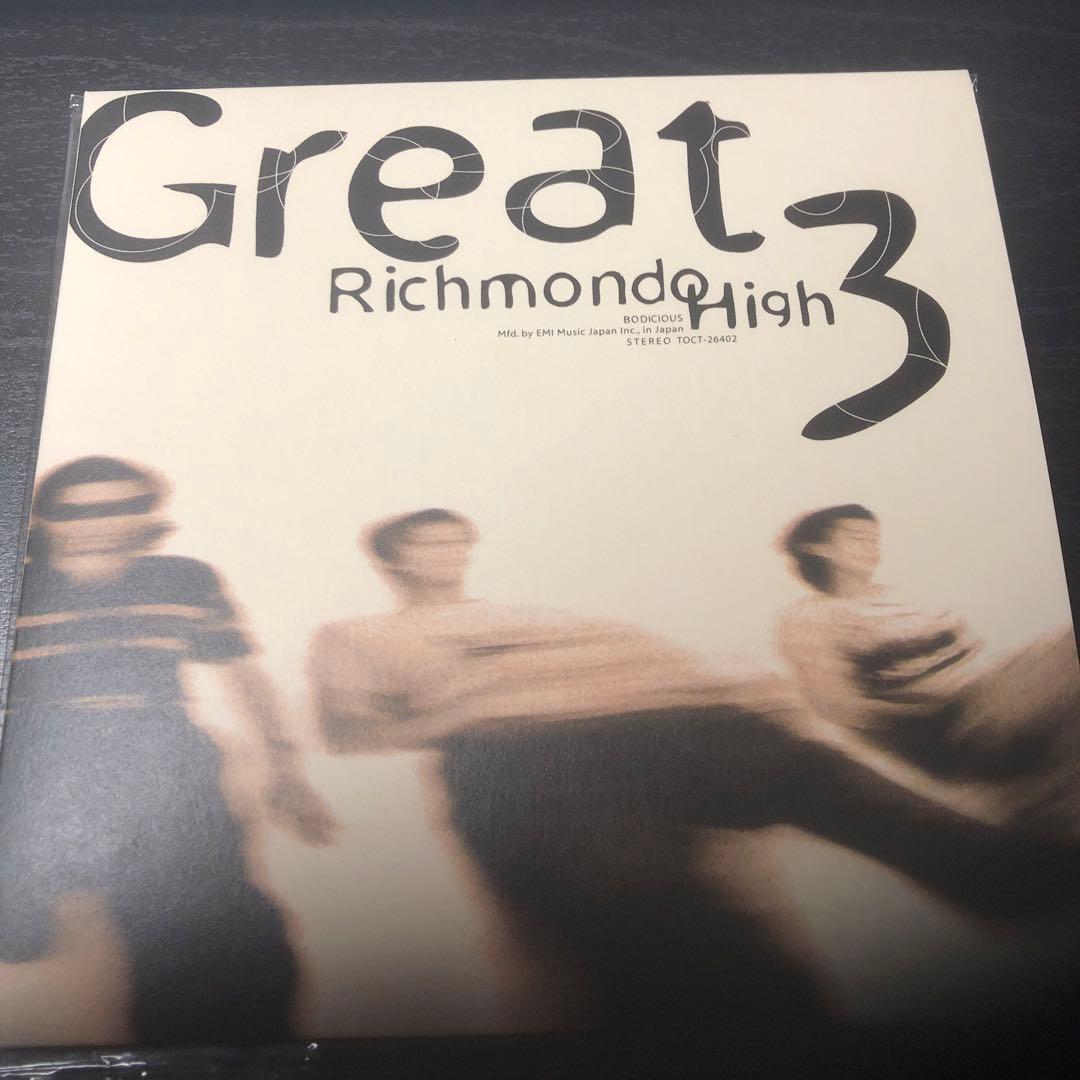 Great 3
Richmondo High
BODICIOUS
Mfd. by EMI Music Japan Inc., in Japan
STEREO TOCT-26402